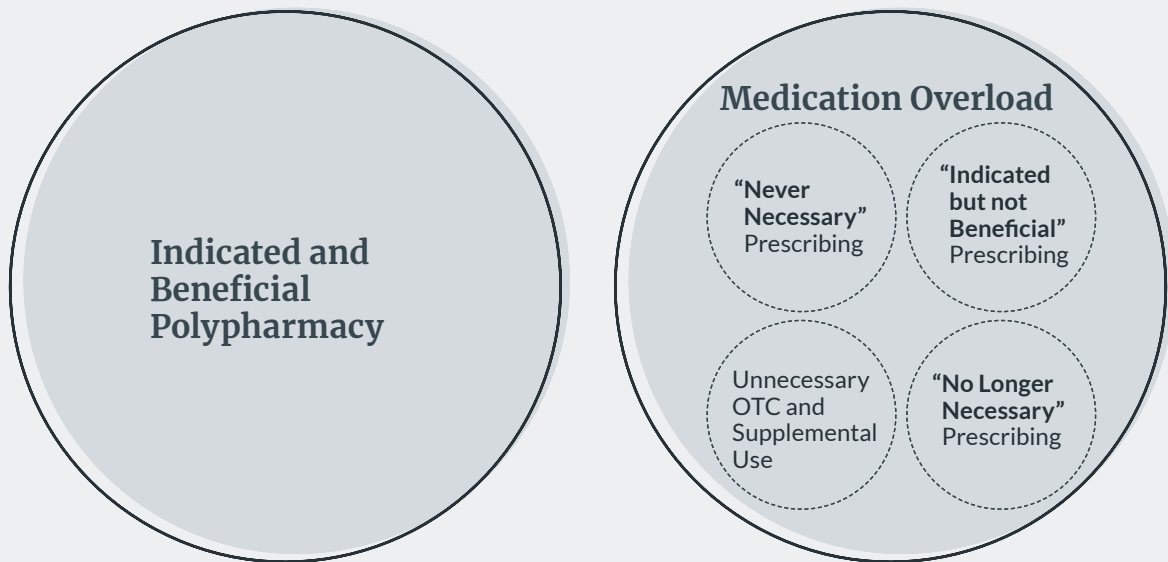 Indicated and
Beneficial
Polypharmacy
Medication Overload
“Never
Necessary”
Prescribing
“Indicated
but not
Beneficial”
Prescribing
Unnecessary
OTC and
Supplemental
Use
“No Longer
Necessary”
Prescribing